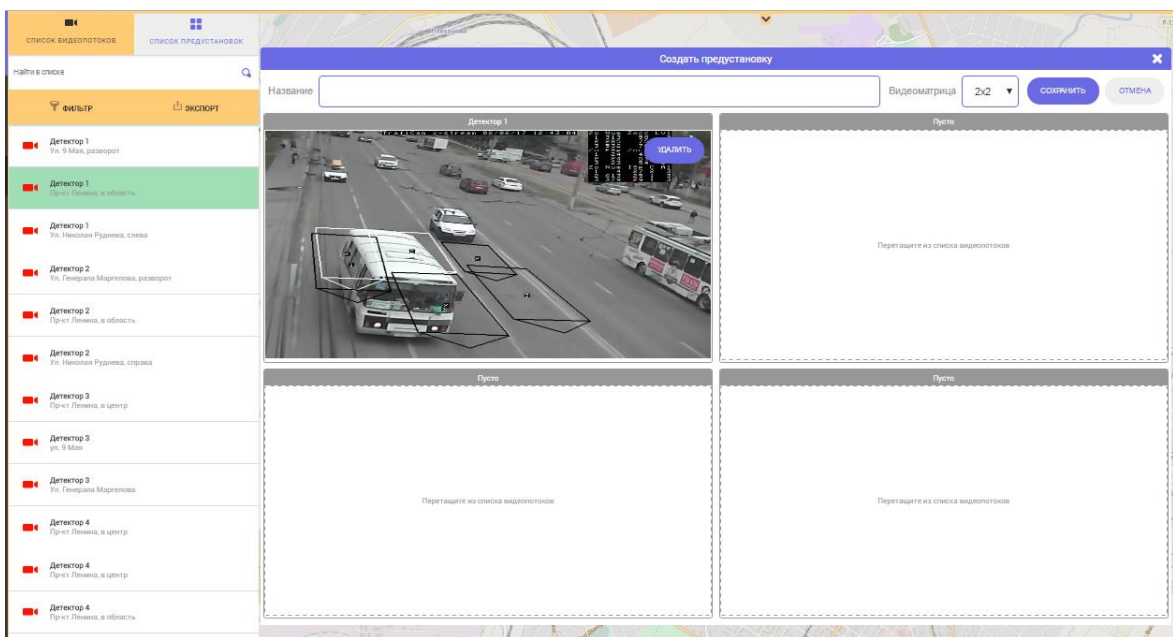 СПИСОК ВИДЕОПОТОКОВ
СПИСОК ПРЕДУСТАНОВОК
Найти в списке
ФИЛЬТР
ЭКСПОРТ
Детектор 1
Ул. 9 Мая, разворот
Детектор 1
Пр-кт Ленина, в область
Детектор 1
Ул. Николая Руднева, слева
Детектор 2
Ул. Генерала Маргелова, разворот
Детектор 2
Пр-кт Ленина, в область
Детектор 2
Ул. Николая Руднева, справа
Детектор 3
Пр-кт Ленина, в центр
Детектор 3
ул. 9 Мая
Детектор 3
Ул. Генерала Маргелова
Детектор 4
Пр-кт Ленина, в центр
Детектор 4
Пр-кт Ленина, в центр
Детектор 4
Пр-кт Ленина, в область
Создать предустановку
Название
Видеоматрица
2x2
СОХРАНИТЬ
ОТМЕНА
Детектор 1
УДАЛИТЬ
Пусто
Перетащите из списка видеопотоков
Пусто
Перетащите из списка видеопотоков
Пусто
Перетащите из списка видеопотоков